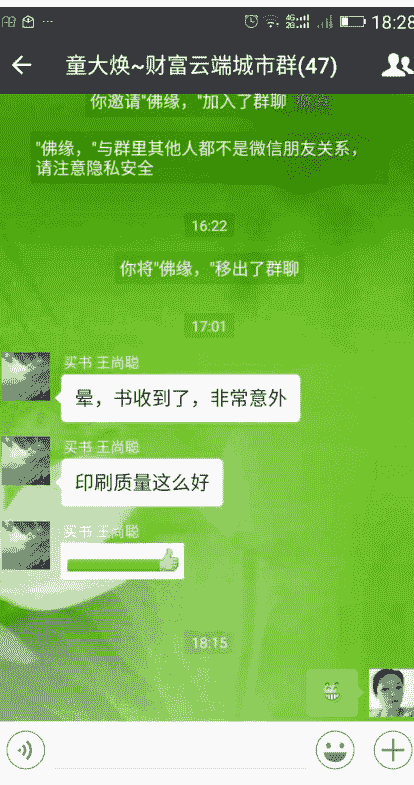 18:28
童大焕~财富云端城市群(47)
你邀请"佛缘，"加入了群聊
"佛缘，"与群里其他人都不是微信朋友关系，
请注意隐私安全
16:22
你将"佛缘，"移出了群聊
17:01
买书 王尚聪
晕，书收到了，非常意外
买书 王尚聪
印刷质量这么好
买书 王尚聪
18:15